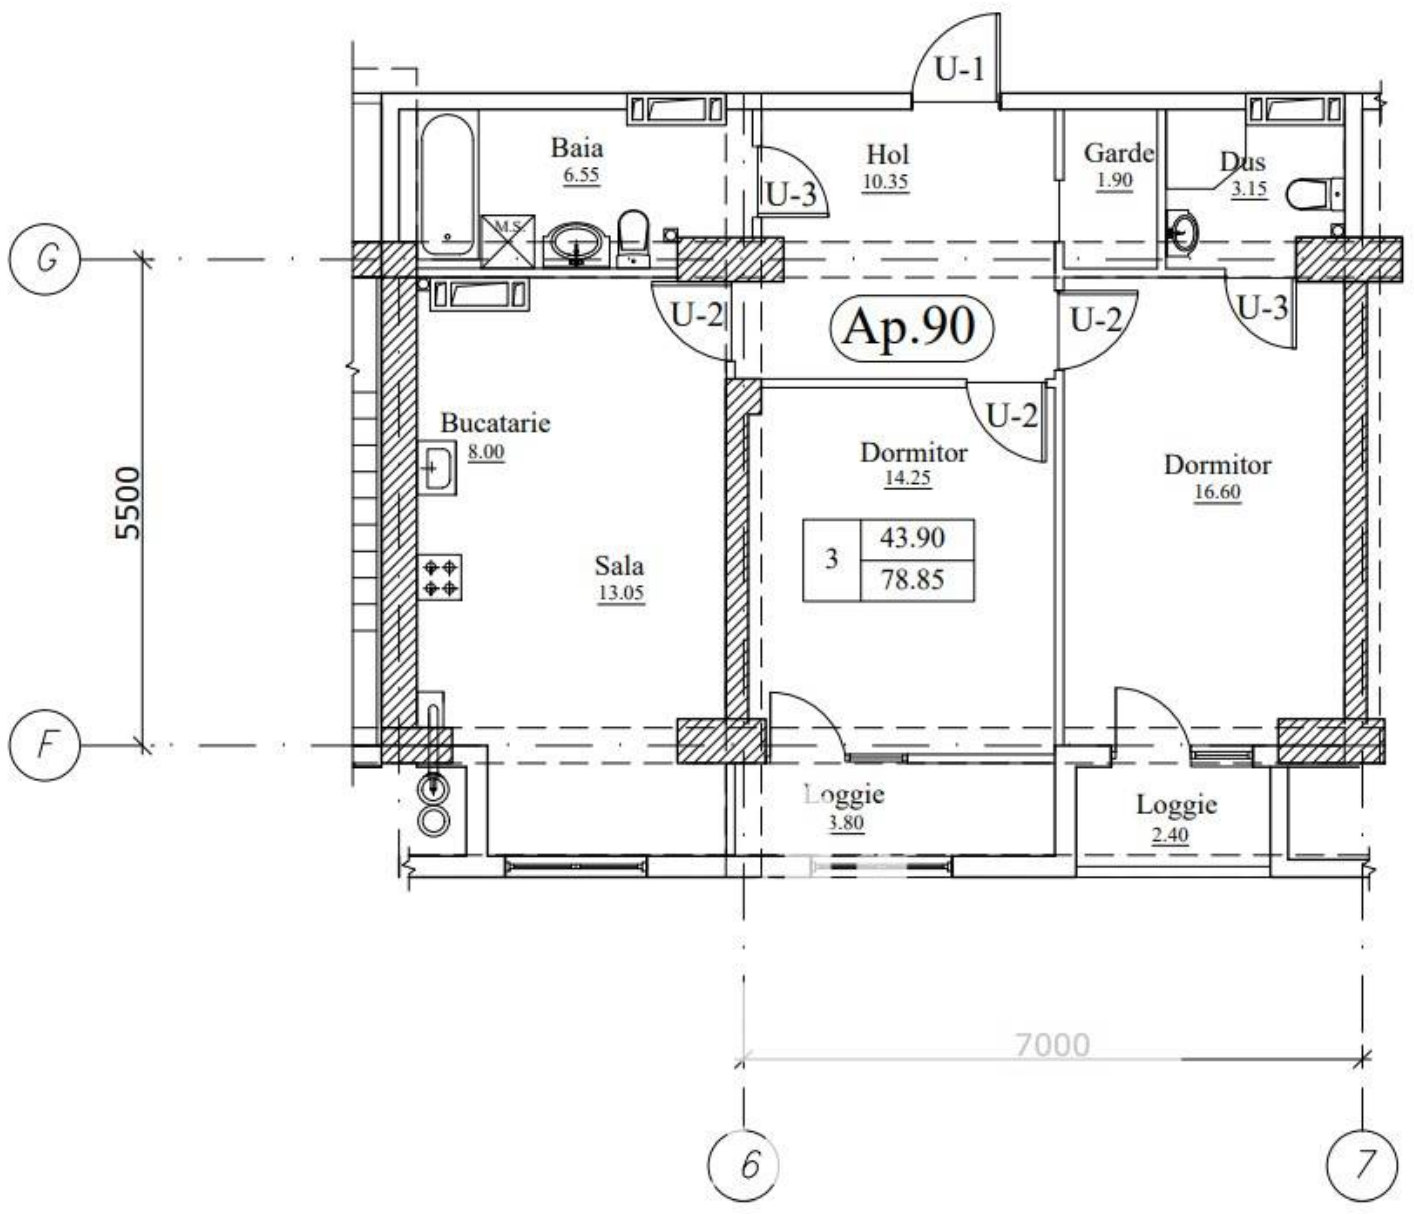 U-1
Baia
6.55
Hol
10.35
Garde
1.90
Dus
3.15
U-3
M.S.
G
U-2
Ap.90
U-2
U-3
Bucatarie
8.00
U-2
Dormitor
14.25
Dormitor
16.60
5500
3
43.90
78.85
Sala
13.05
F
Loggie
3.80
Loggie
2.40
7000
6
7